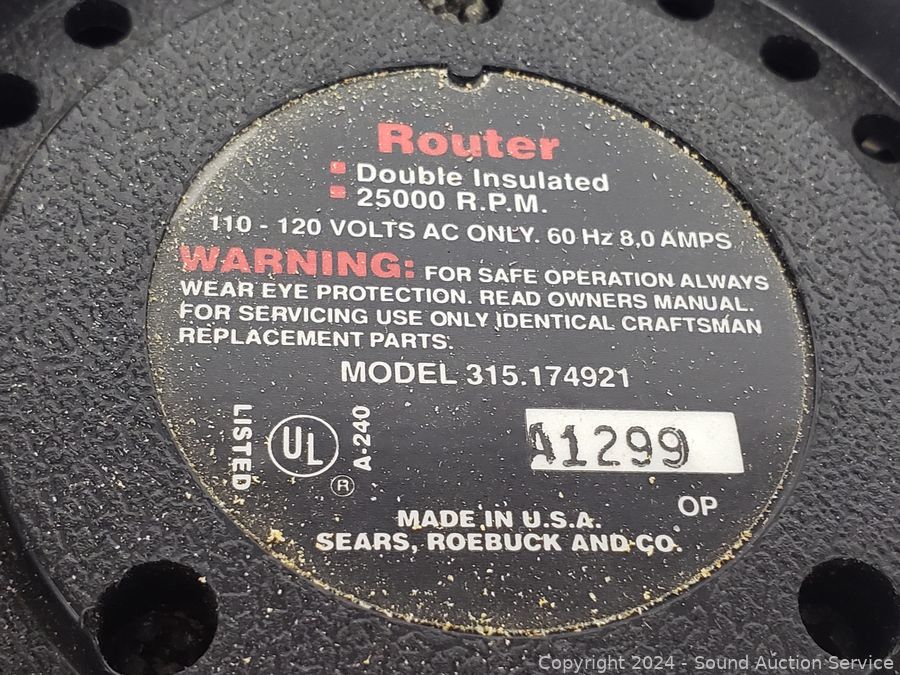 Router
Double Insulated
25000 R.P.M.
110 - 120 VOLTS AC ONLY. 60 Hz 8,0 AMPS
WARNING: FOR SAFE OPERATION ALWAYS
WEAR EYE PROTECTION. READ OWNERS MANUAL.
FOR SERVICING USE ONLY IDENTICAL CRAFTSMAN
REPLACEMENT PARTS.
MODEL 315.174921
LISTED
UL
®
A-240
A1299
OP
MADE IN U.S.A.
SEARS, ROEBUCK AND CO.
Copyright 2024 - Sound Auction Service